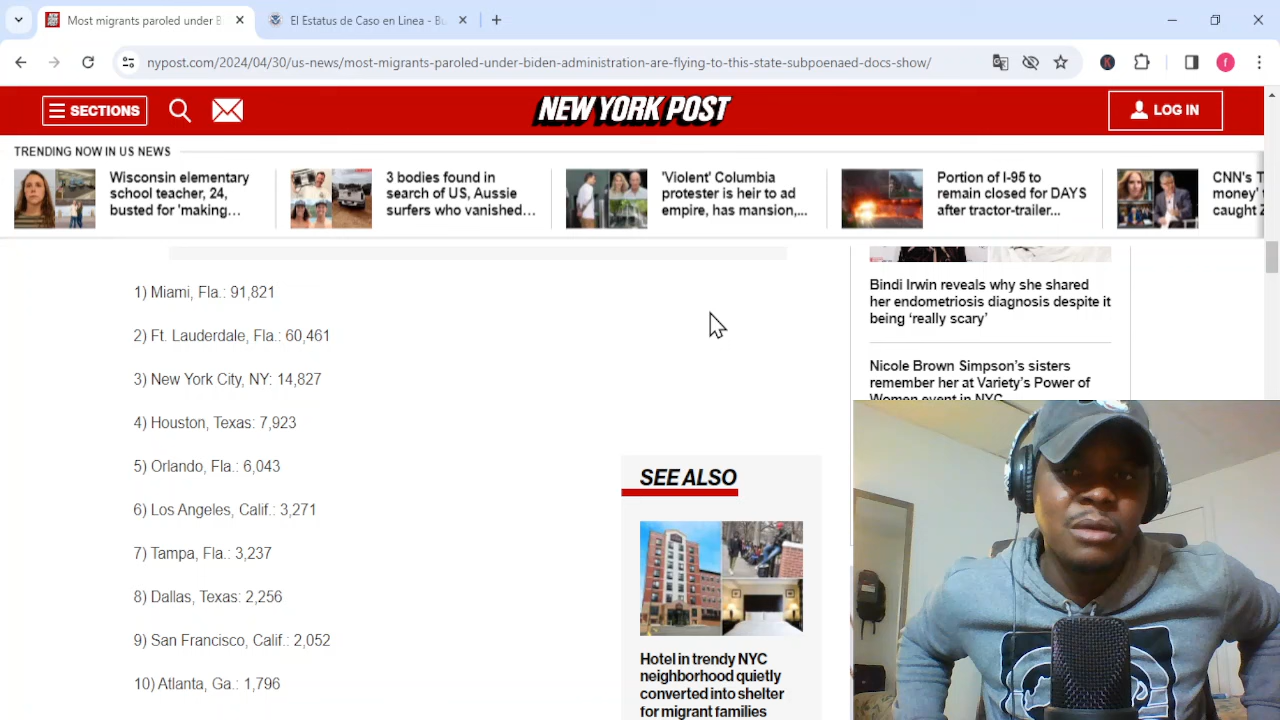 Most migrants paroled under B
El Estatus de Caso en Linea - Bu
nypost.com/2024/04/30/us-news/most-migrants-paroled-under-biden-administration-are-flying-to-this-state-subpoenaed-docs-show/
K
f
SECTIONS
NEW YORK POST
LOG IN
TRENDING NOW IN US NEWS
Wisconsin elementary
school teacher, 24,
busted for 'making...
3 bodies found in
search of US, Aussie
surfers who vanished...
'Violent' Columbia
protester is heir to ad
empire, has mansion,...
Portion of I-95 to
remain closed for DAYS
after tractor-trailer...
CNN's T
money'
caught Z
1) Miami, Fla.: 91,821
2) Ft. Lauderdale, Fla.: 60,461
3) New York City, NY: 14,827
4) Houston, Texas: 7,923
5) Orlando, Fla.: 6,043
6) Los Angeles, Calif.: 3,271
7) Tampa, Fla.: 3,237
8) Dallas, Texas: 2,256
9) San Francisco, Calif.: 2,052
10) Atlanta, Ga.: 1,796
SEE ALSO
Hotel in trendy NYC
neighborhood quietly
converted into shelter
for migrant families
Bindi Irwin reveals why she shared
her endometriosis diagnosis despite it
being ‘really scary’
Nicole Brown Simpson’s sisters
remember her at Variety’s Power of
Women event in NYC